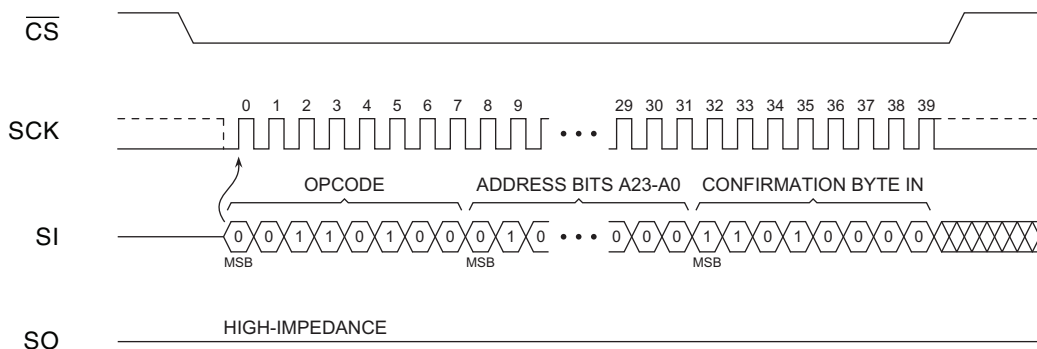 CS
0 1 2 3 4 5 6 7 8 9 29 30 31 32 33 34 35 36 37 38 39
SCK
OPCODE ADDRESS BITS A23-A0 CONFIRMATION BYTE IN
SI 0 0 1 1 0 1 0 0 0 1 0 • • • 0 0 0 1 1 0 1 0 0 0 0
MSB MSB MSB
HIGH-IMPEDANCE
SO